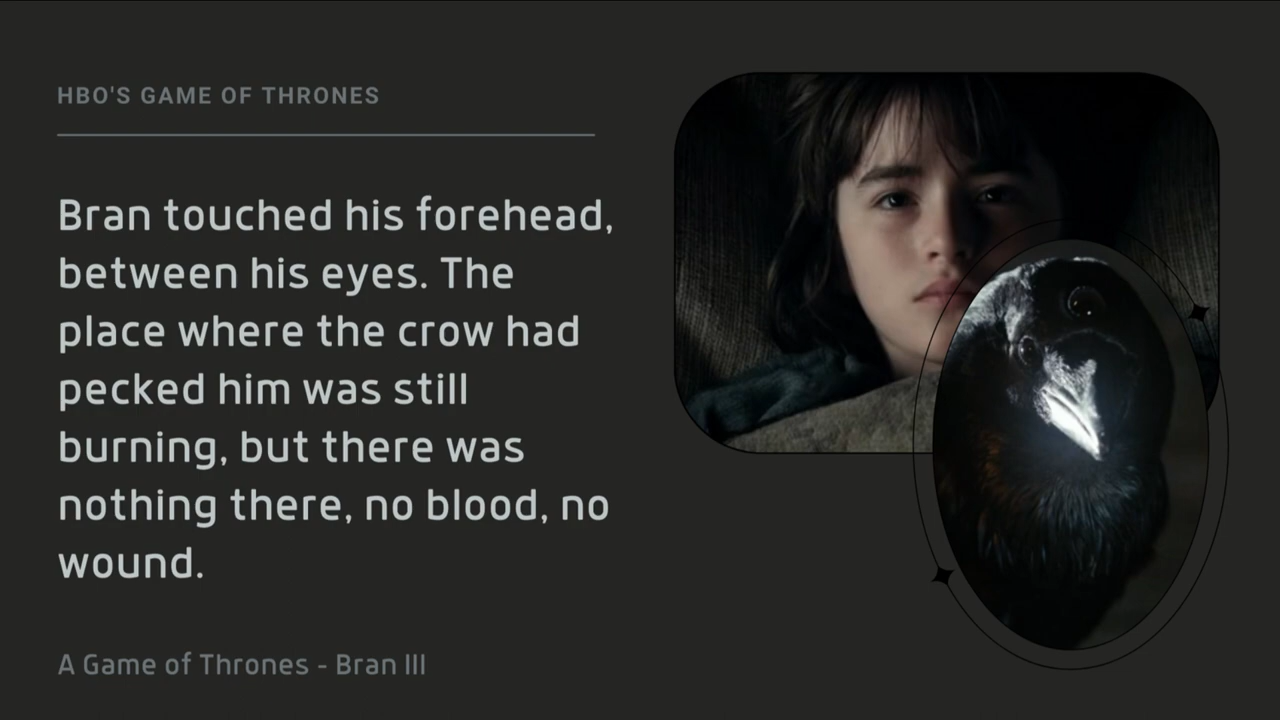 HBO'S GAME OF THRONES
Bran touched his forehead,
between his eyes. The
place where the crow had
pecked him was still
burning, but there was
nothing there, no blood, no
wound.
A Game of Thrones - Bran III